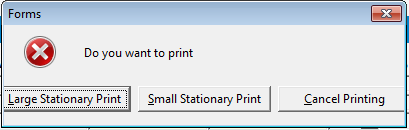 Forms
Do you want to print
Large Stationary Print Small Stationary Print Cancel Printing